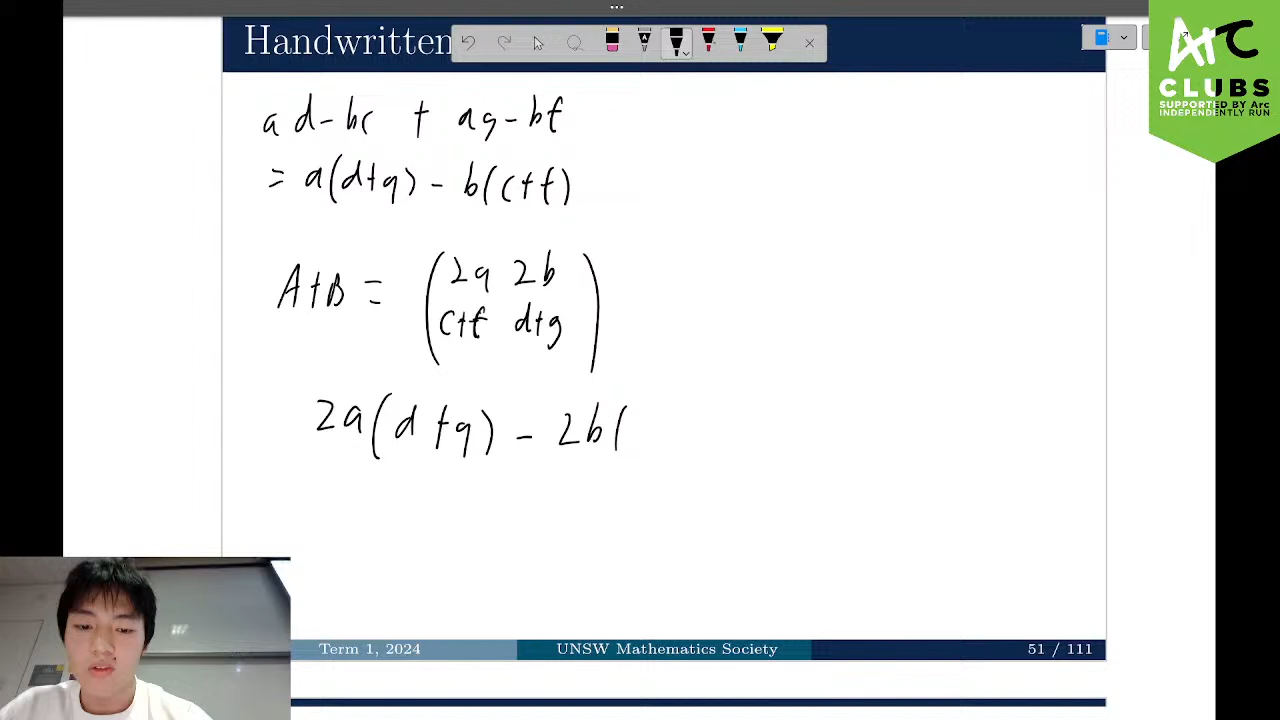 Handwritten
ad - bc + ag - bf
= a(d+g) - b(c+f)
A+B = (2a 2b
c+f d+g)
2a(d+g) - 2b(
Term 1, 2024 UNSW Mathematics Society 51 / 111
Arc
CLUBS
SUPPORTED BY Arc
INDEPENDENTLY RUN